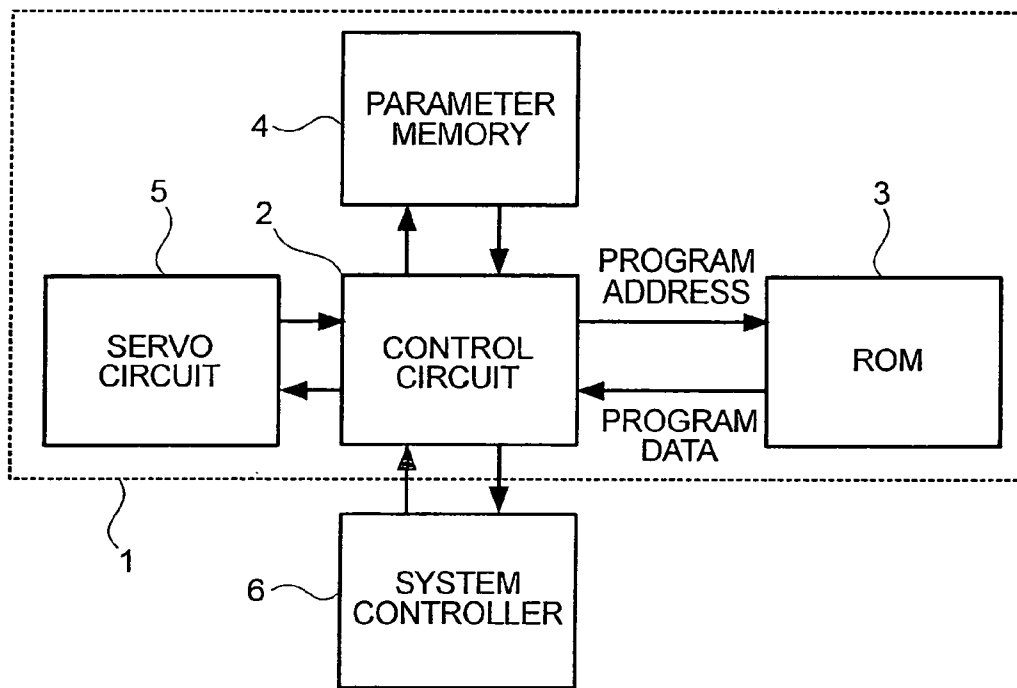 PARAMETER
MEMORY
4
5
2
3
PROGRAM
ADDRESS
SERVO
CIRCUIT
CONTROL
CIRCUIT
ROM
PROGRAM
DATA
1
6
SYSTEM
CONTROLLER